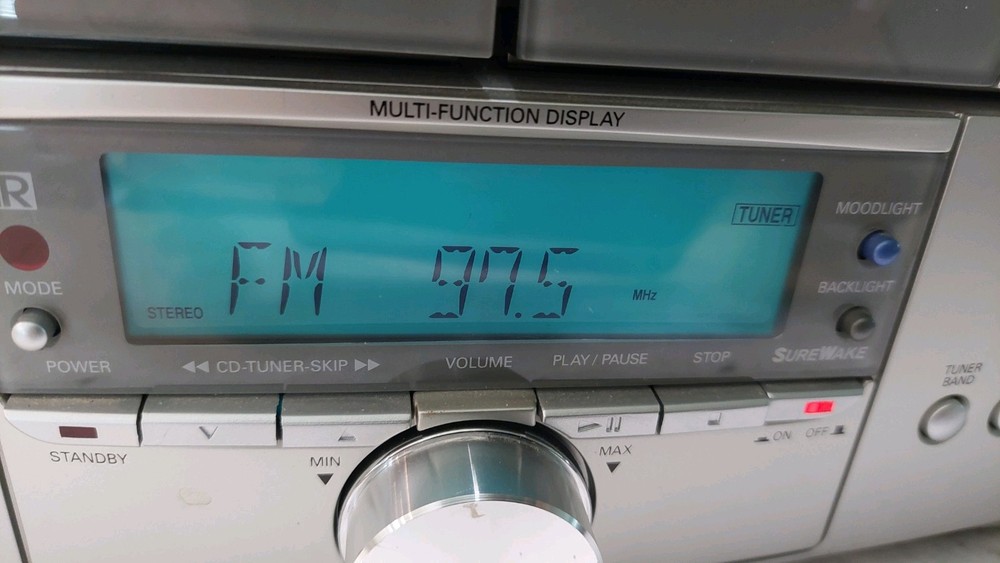 MULTI-FUNCTION DISPLAY
R
MOODLIGHT
TUNER
MODE
FM 97.5 MHz
BACKLIGHT
STEREO
POWER
CD-TUNER-SKIP
VOLUME
PLAY / PAUSE
STOP
SUREWAKE
TUNER
BAND
STANDBY
MIN
MAX
ON OFF